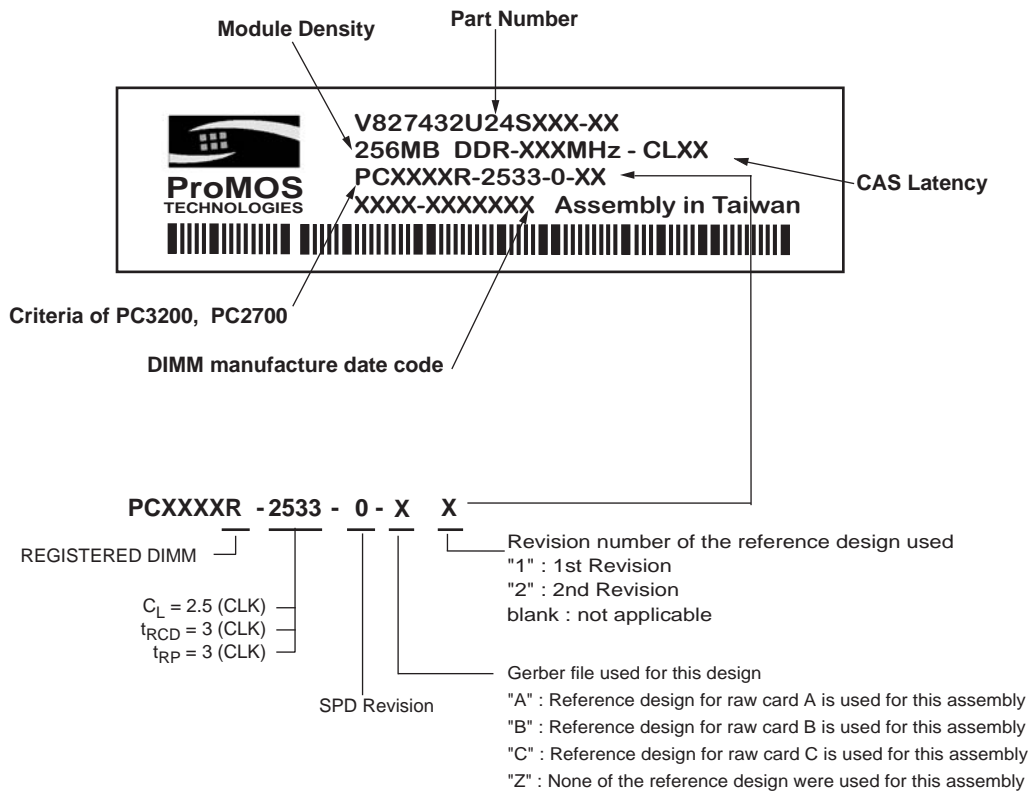 Module Density
Part Number
V827432U24SXXX-XX
256MB DDR-XXXMHz - CLXX
PCXXXXR-2533-0-XX
XXXX-XXXXXXX Assembly in Taiwan
ProMOS
TECHNOLOGIES
CAS Latency
Criteria of PC3200, PC2700
DIMM manufacture date code
PCXXXXR - 2533 - 0 - X X
REGISTERED DIMM
CL = 2.5 (CLK)
tRCD = 3 (CLK)
tRP = 3 (CLK)
SPD Revision
Revision number of the reference design used
"1" : 1st Revision
"2" : 2nd Revision
blank : not applicable
Gerber file used for this design
"A" : Reference design for raw card A is used for this assembly
"B" : Reference design for raw card B is used for this assembly
"C" : Reference design for raw card C is used for this assembly
"Z" : None of the reference design were used for this assembly